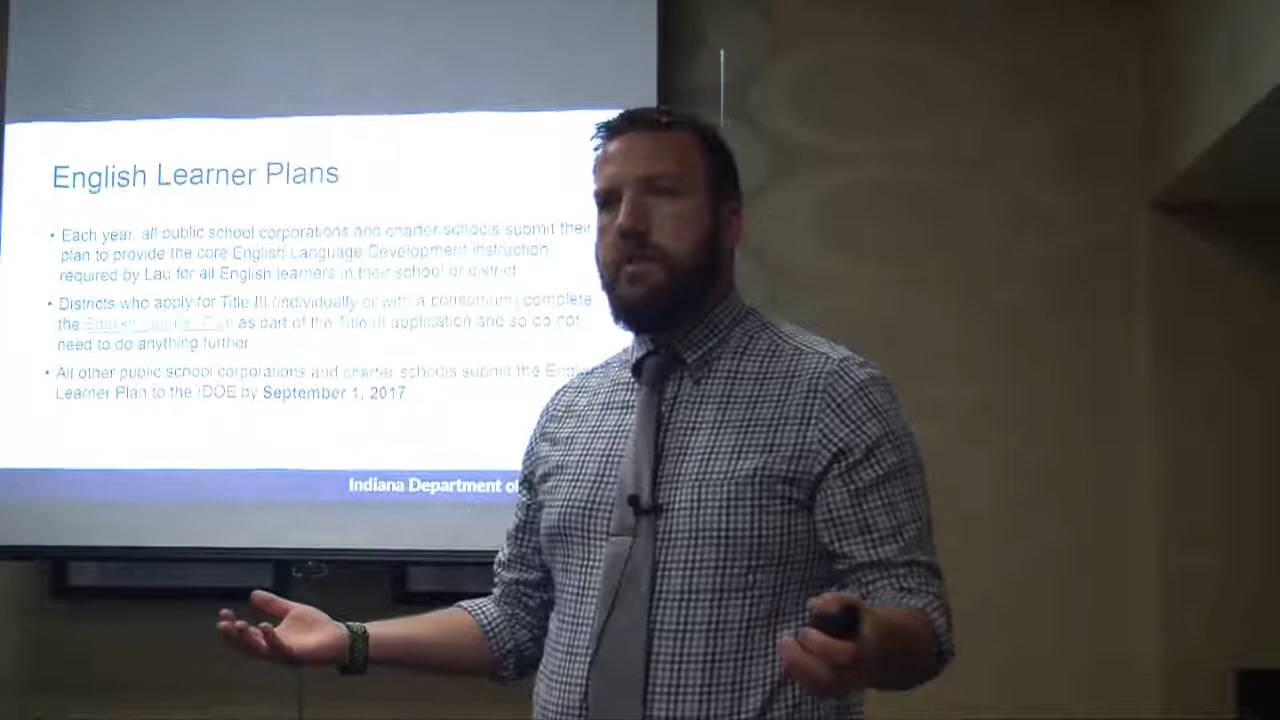 English Learner Plans
• Each year, all public school corporations and charter schools submit their
plan to provide the core English Language Development instruction
required by Lau for all English learners in their school or district
• Districts who apply for Title III (individually or with a consortium) complete
the English Learner Plan as part of the Title III application and so do not
need to do anything further
• All other public school corporations and charter schools submit the Engl
Learner Plan to the IDOE by September 1, 2017
Indiana Department of